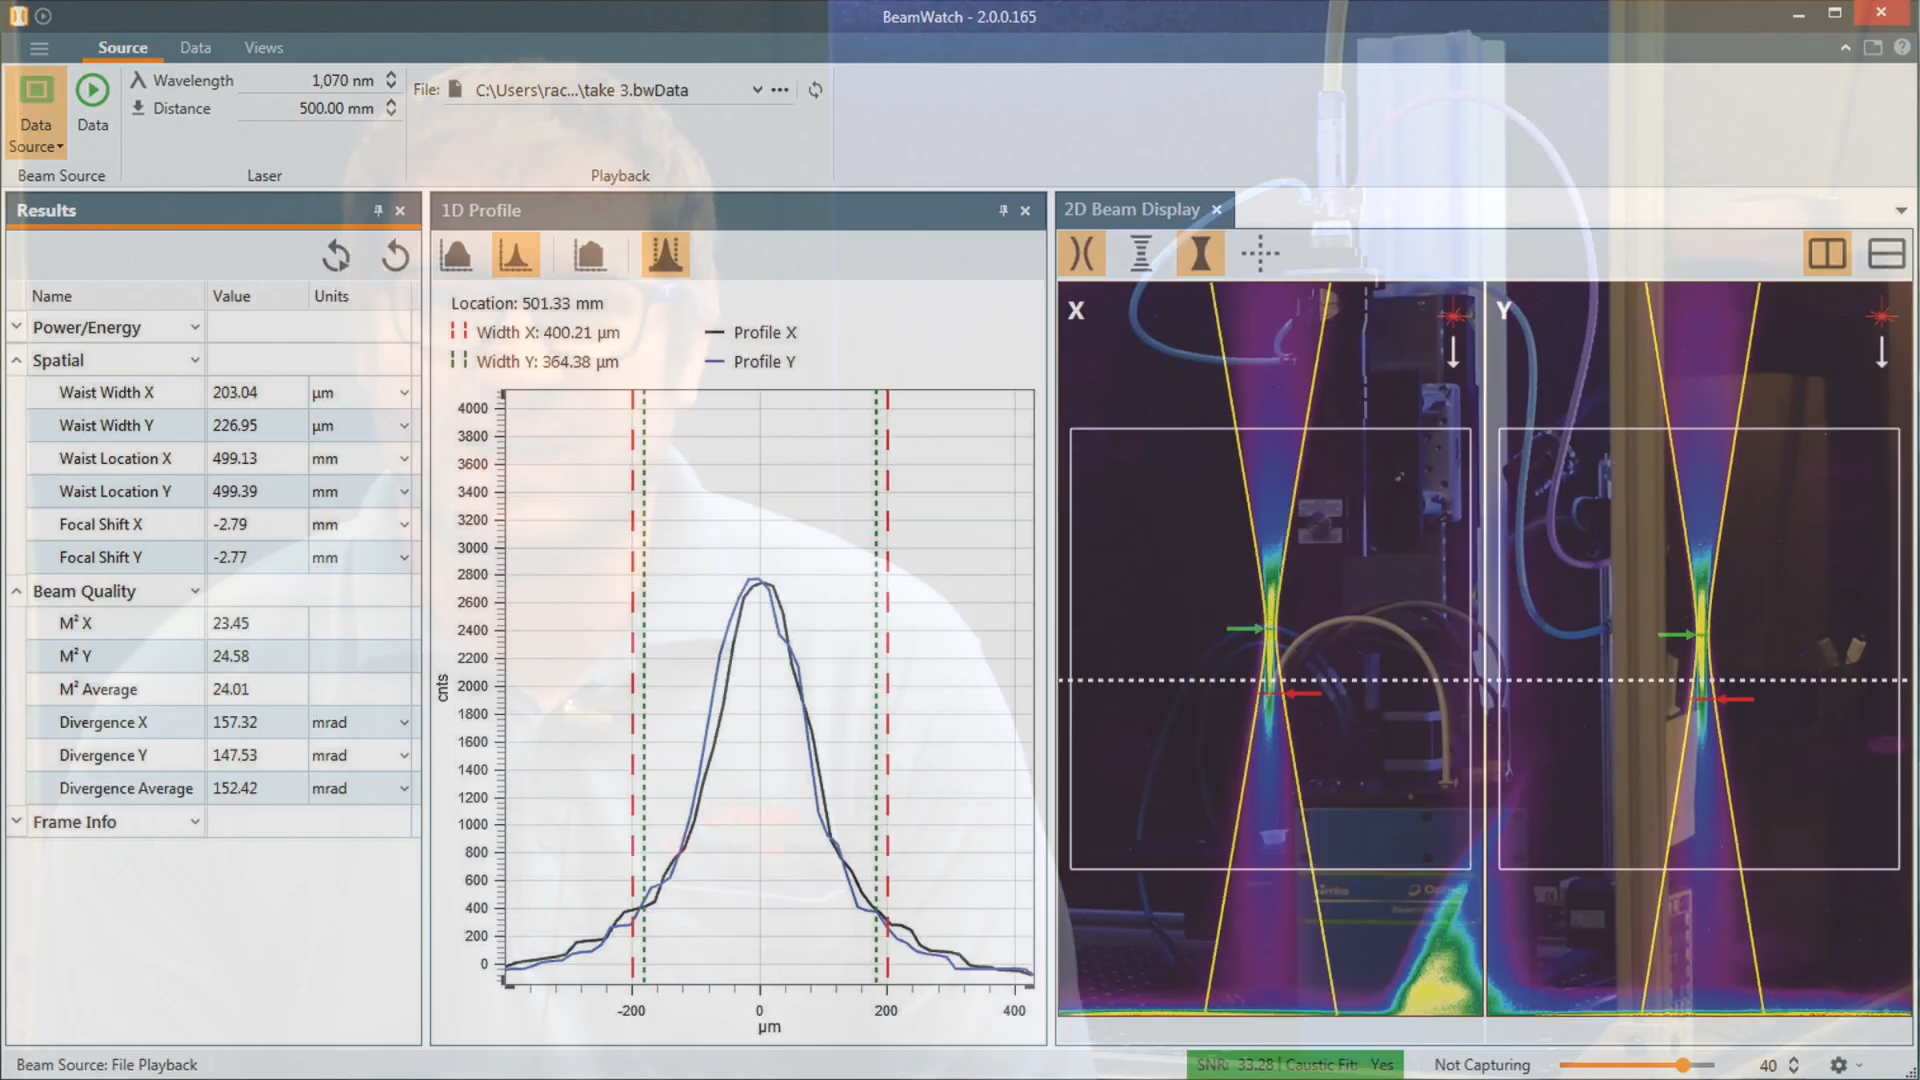 BeamWatch - 2.0.0.165
Source Data Views
Data Source
Data
Wavelength 1,070 nm
Distance 500.00 mm
File: C:\Users\rac...\take 3.bwData
Beam Source
Laser
Playback
Results
Name Value Units
Power/Energy
Spatial
Waist Width X 203.04 µm
Waist Width Y 226.95 µm
Waist Location X 499.13 mm
Waist Location Y 499.39 mm
Focal Shift X -2.79 mm
Focal Shift Y -2.77 mm
Beam Quality
M² X 23.45
M² Y 24.58
M² Average 24.01
Divergence X 157.32 mrad
Divergence Y 147.53 mrad
Divergence Average 152.42 mrad
Frame Info
1D Profile
Location: 501.33 mm
Width X: 400.21 µm Profile X
Width Y: 364.38 µm Profile Y
4000
3800
3600
3400
3200
3000
2800
2600
2400
2200
2000
1800
1600
1400
1200
1000
800
600
400
200
0
cnts
-200 0 200 400
µm
2D Beam Display
X Y
Beam Source: File Playback
SNR: 33.28 | Caustic Fit: Yes
Not Capturing
40